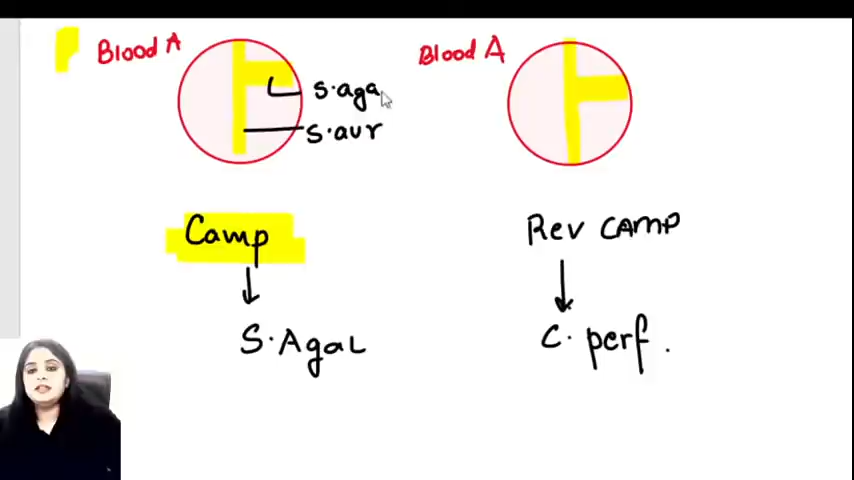 Blood A
S.aga
S.aur
Blood A
Camp
S.Agal
Rev CAMP
C. perf.